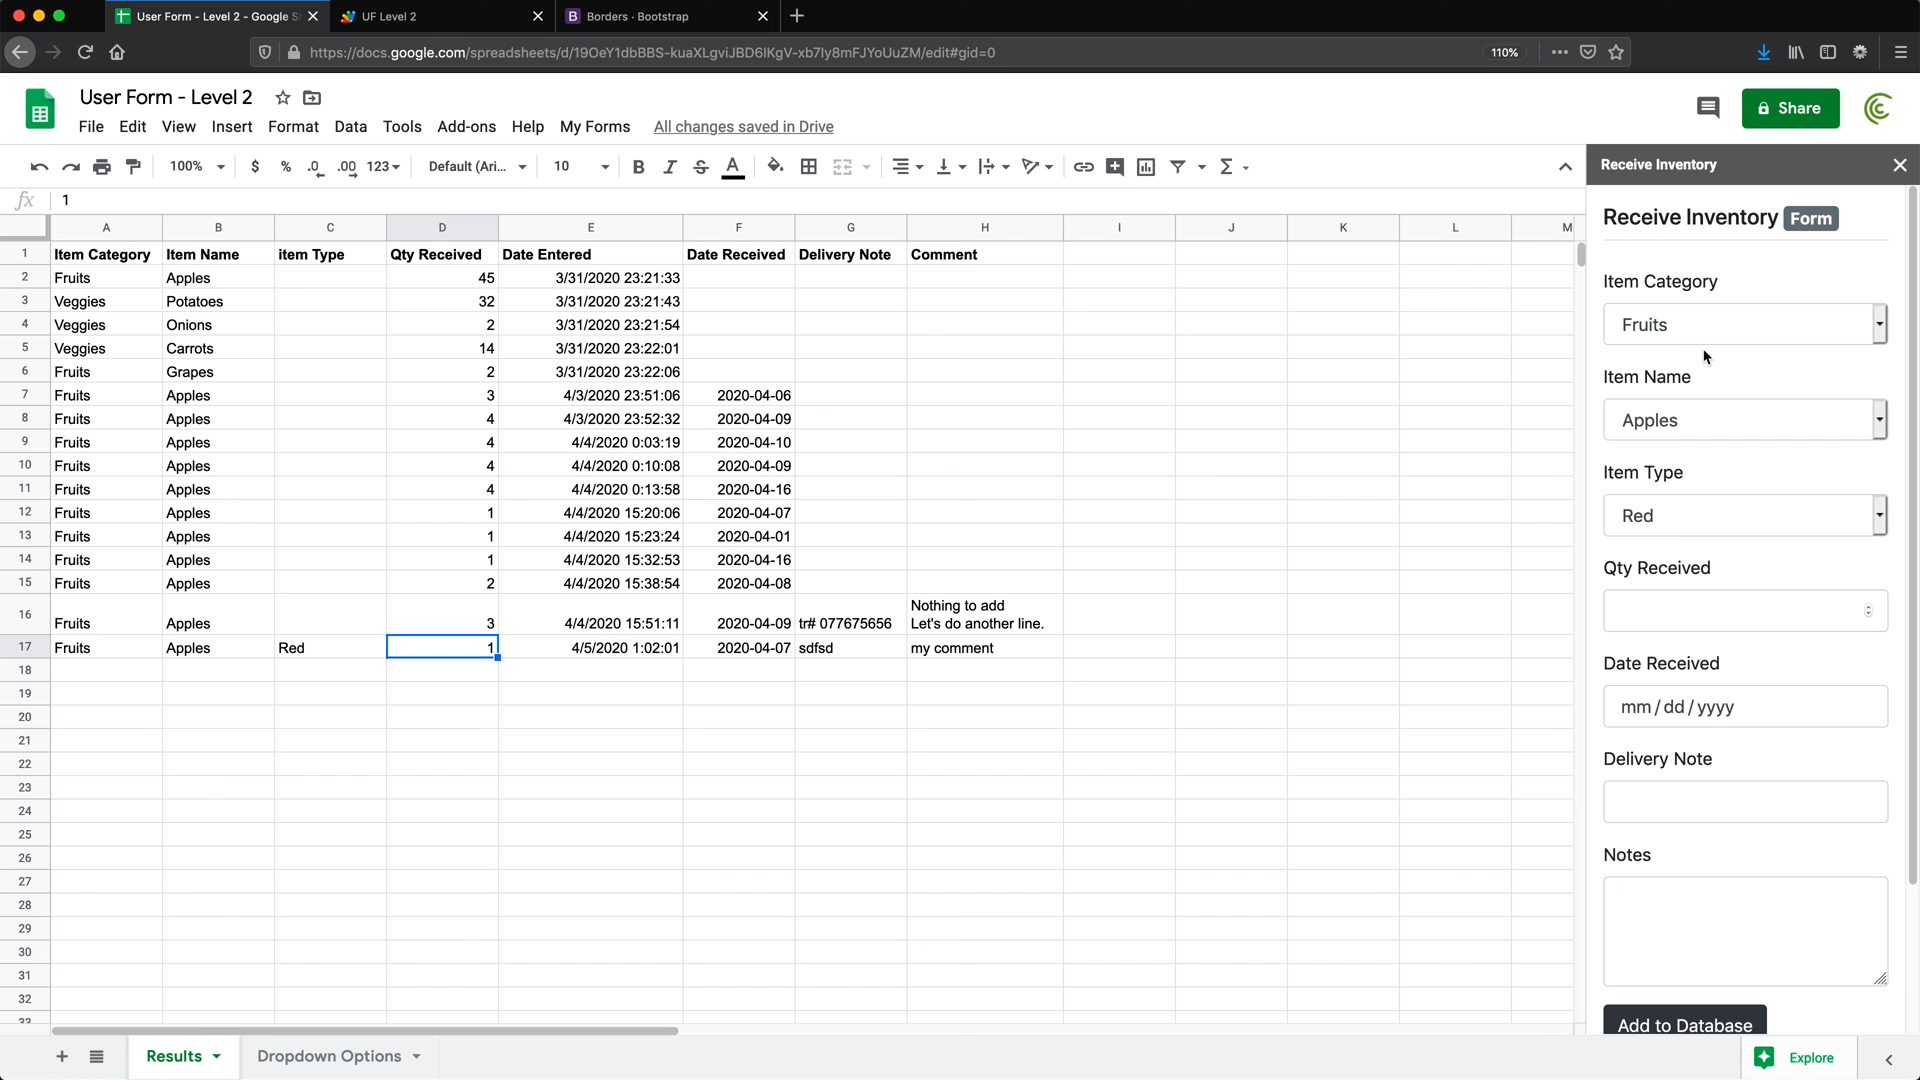 User Form - Level 2 - Google S
UF Level 2
B Borders · Bootstrap
https://docs.google.com/spreadsheets/d/19OeY1dbBBS-kuaXLgviJBD6IKgV-xb7Iy8mFJYoUuZM/edit#gid=0
110%
User Form - Level 2
File Edit View Insert Format Data Tools Add-ons Help My Forms All changes saved in Drive
Share
100% $ % .0 .00 123 Default (Ari... 10 B I S A
Receive Inventory
fx 1
A B C D E F G H I J K L M
1 Item Category Item Name item Type Qty Received Date Entered Date Received Delivery Note Comment
2 Fruits Apples 45 3/31/2020 23:21:33
3 Veggies Potatoes 32 3/31/2020 23:21:43
4 Veggies Onions 2 3/31/2020 23:21:54
5 Veggies Carrots 14 3/31/2020 23:22:01
6 Fruits Grapes 2 3/31/2020 23:22:06
7 Fruits Apples 3 4/3/2020 23:51:06 2020-04-06
8 Fruits Apples 4 4/3/2020 23:52:32 2020-04-09
9 Fruits Apples 4 4/4/2020 0:03:19 2020-04-10
10 Fruits Apples 4 4/4/2020 0:10:08 2020-04-09
11 Fruits Apples 4 4/4/2020 0:13:58 2020-04-16
12 Fruits Apples 1 4/4/2020 15:20:06 2020-04-07
13 Fruits Apples 1 4/4/2020 15:23:24 2020-04-01
14 Fruits Apples 1 4/4/2020 15:32:53 2020-04-16
15 Fruits Apples 2 4/4/2020 15:38:54 2020-04-08
Nothing to add
16 Fruits Apples 3 4/4/2020 15:51:11 2020-04-09 tr# 077675656 Let's do another line.
17 Fruits Apples Red 1 4/5/2020 1:02:01 2020-04-07 sdfsd my comment
18
19
20
21
22
23
24
25
26
27
28
29
30
31
32
33
Receive Inventory Form
Item Category
Fruits
Item Name
Apples
Item Type
Red
Qty Received
Date Received
mm/dd/yyyy
Delivery Note
Notes
Add to Database
Results
Dropdown Options
Explore